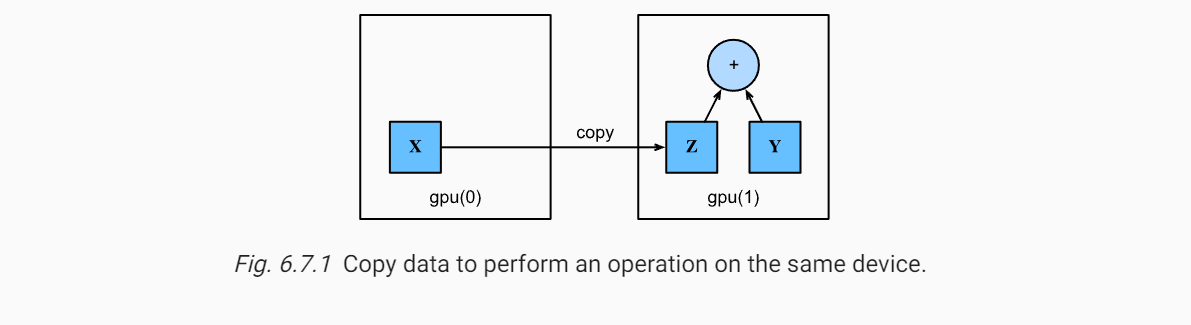 +
copy
X
Z
Y
gpu(0)
gpu(1)
Fig. 6.7.1 Copy data to perform an operation on the same device.